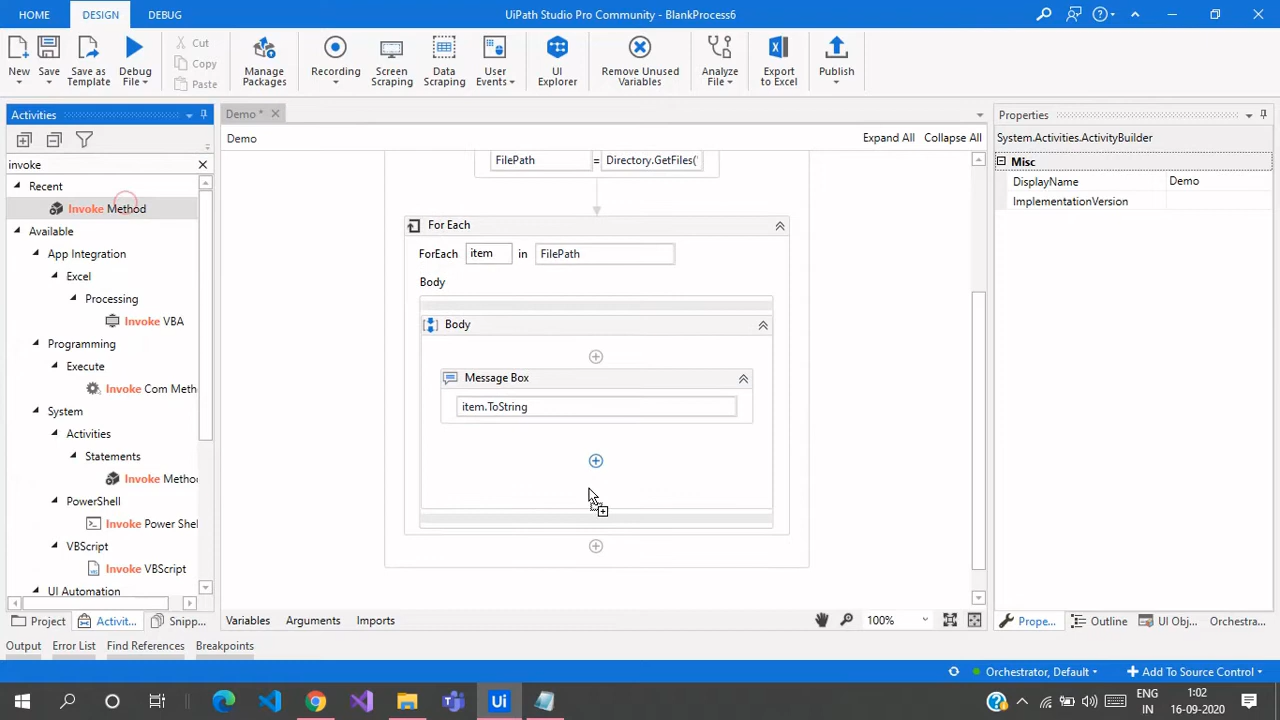 HOME DESIGN DEBUG UiPath Studio Pro Community - BlankProcess6
New Save Save as Template Debug File Cut Copy Paste Manage Packages Recording Screen Scraping Data Scraping User Events UI Explorer Remove Unused Variables Analyze File Export to Excel Publish
Activities
invoke
Recent
Invoke Method
Available
App Integration
Excel
Processing
Invoke VBA
Programming
Execute
Invoke Com Meth
System
Activities
Statements
Invoke Metho
PowerShell
Invoke Power Shel
VBScript
Invoke VBScript
UI Automation
Project Activit... Snipp...
Demo *
Demo Expand All Collapse All
FilePath = Directory.GetFiles('
For Each
ForEach item in FilePath
Body
Body
Message Box
item.ToString
Variables Arguments Imports 100%
Properties
System.Activities.ActivityBuilder
Misc
DisplayName Demo
ImplementationVersion
Prope... Outline UI Obj... Orchestra...
Output Error List Find References Breakpoints
Orchestrator, Default Add To Source Control
Ui
ENG
IN
1:02
16-09-2020